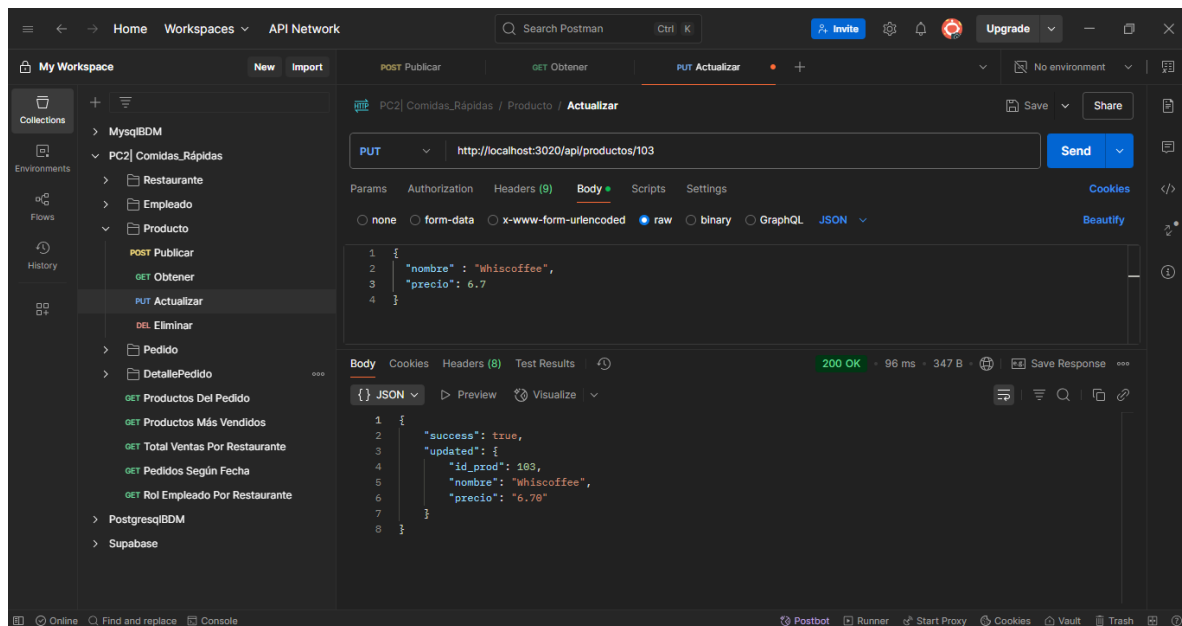 Home Workspaces API Network Search Postman Ctrl K Invite Upgrade
My Workspace New Import POST Publicar GET Obtener PUT Actualizar No environment
Collections
Environments
Flows
History
MysqlBDM
PC2| Comidas_Rápidas
Restaurante
Empleado
Producto
POST Publicar
GET Obtener
PUT Actualizar
DEL Eliminar
Pedido
DetallePedido
GET Productos Del Pedido
GET Productos Más Vendidos
GET Total Ventas Por Restaurante
GET Pedidos Según Fecha
GET Rol Empleado Por Restaurante
PostgresqlBDM
Supabase
HTTP PC2| Comidas_Rápidas / Producto / Actualizar Save Share
PUT http://localhost:3020/api/productos/103 Send
Params Authorization Headers (9) Body Scripts Settings Cookies
none form-data x-www-form-urlencoded raw binary GraphQL JSON Beautify
1 {
2 "nombre" : "Whiscoffee",
3 "precio": 6.7
4 }
Body Cookies Headers (8) Test Results 200 OK 96 ms 347 B Save Response
{} JSON Preview Visualize
1 {
2 "success": true,
3 "updated": {
4 "id_prod": 103,
5 "nombre": "Whiscoffee",
6 "precio": "6.70"
7 }
8 }
Online Find and replace Console Postbot Runner Start Proxy Cookies Vault Trash